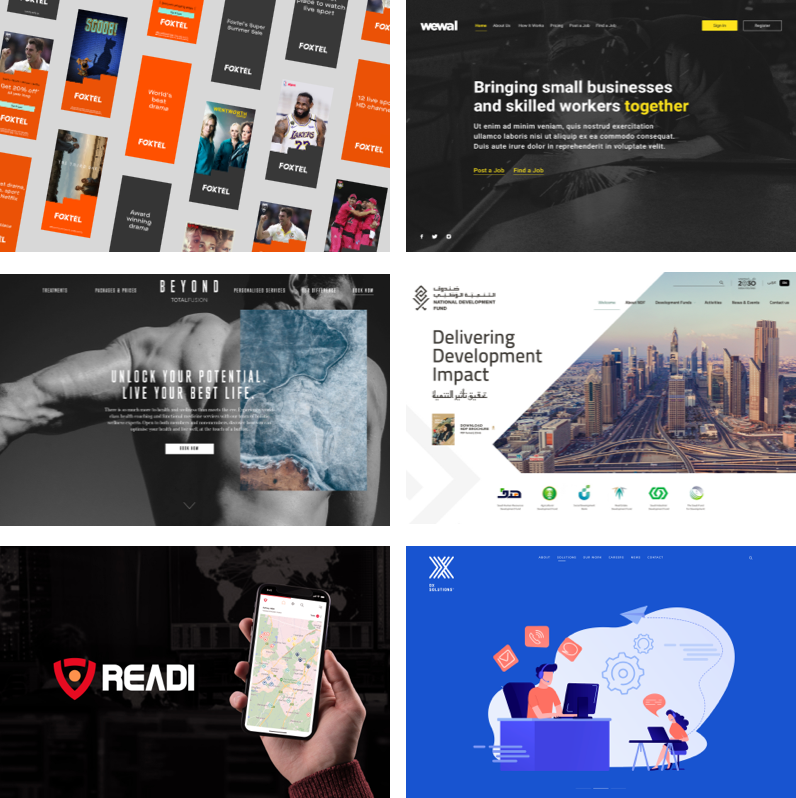 SCOOB!
FOXTEL
World's
best
drama
FOXTEL
Foxtel's Super
Summer Sale
FOXTEL
place to watch
live sport
FOXTEL
Get 20% off*
FOXTEL
WENTWORTH
FOXTEL
LAKERS
FOXTEL
12 live sports
HD channels
FOXTEL
FOXTEL
Award
winning
drama
FOXTEL
wewal
Home
About Us
How It Works
Pricing
Post a Job
Find a Job
Sign In
Register
Bringing small businesses
and skilled workers together
Ut enim ad minim veniam, quis nostrud exercitation
ullamco laboris nisi ut aliquip ex ea commodo consequat.
Duis aute irure dolor in reprehenderit in voluptate velit.
Post a Job
Find a Job
TREATMENTS
PACKAGES & PRICES
BEYOND
TOTALFUSION
PERSONALISED SERVICES
OUR DIFFERENCE
BOOK NOW
UNLOCK YOUR POTENTIAL.
LIVE YOUR BEST LIFE.
BOOK NOW
صندوق
التنمية الوطني
NATIONAL DEVELOPMENT
FUND
2030
Welcome
About NDF
Development Funds
Activities
News & Events
Contact us
Delivering
Development
Impact
تحقيق تأثير التنمية
DOWNLOAD
NDF BROCHURE
READI
DX
SOLUTIONS
ABOUT
SOLUTIONS
OUR WORK
CAREERS
NEWS
CONTACT